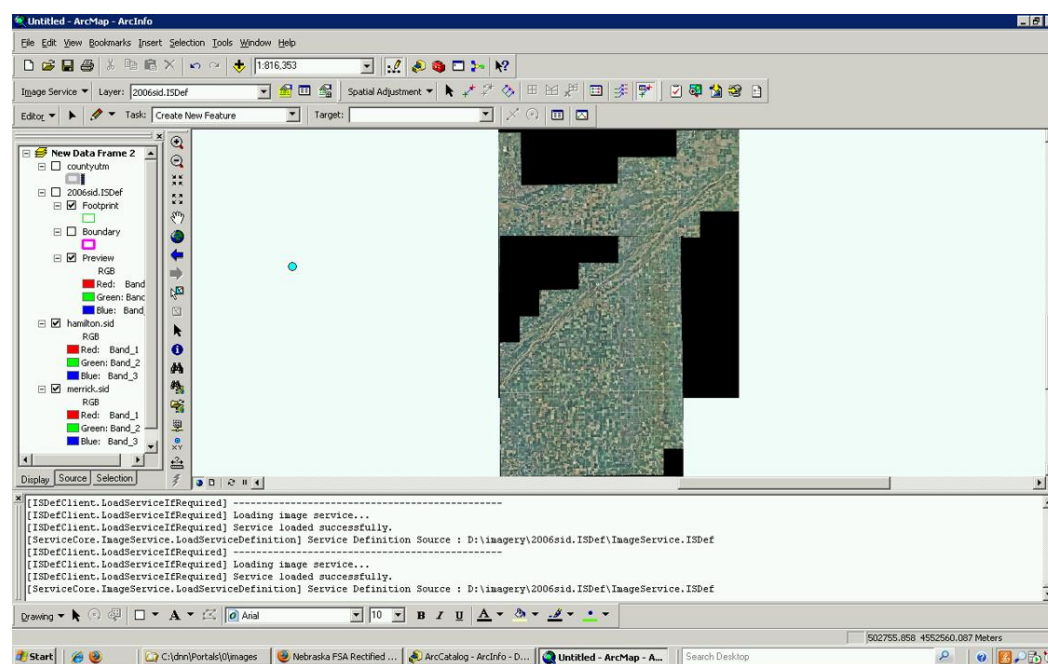 Untitled - ArcMap - ArcInfo
File Edit View Bookmarks Insert Selection Tools Window Help
1:816,353
Image Service Layer: 2006sid.ISDef Spatial Adjustment
Editor Task: Create New Feature Target:
New Data Frame 2
countyutm
2006sid.ISDef
Footprint
Boundary
Preview
RGB
Red: Band
Green: Banc
Blue: Band
hamilton.sid
RGB
Red: Band_1
Green: Band_2
Blue: Band_3
merrick.sid
RGB
Red: Band_1
Green: Band_2
Blue: Band_3
XY
Display Source Selection
[ISDefClient.LoadServiceIfRequired] --------------------------------------------------
[ISDefClient.LoadServiceIfRequired] Loading image service...
[ISDefClient.LoadServiceIfRequired] Service loaded successfully.
[ServiceCore.ImageService.LoadServiceDefinition] Service Definition Source : D:\imagery\2006sid.ISDef\ImageService.ISDef
[ISDefClient.LoadServiceIfRequired] --------------------------------------------------
[ISDefClient.LoadServiceIfRequired] Loading image service...
[ISDefClient.LoadServiceIfRequired] Service loaded successfully.
[ServiceCore.ImageService.LoadServiceDefinition] Service Definition Source : D:\imagery\2006sid.ISDef\ImageService.ISDef
Drawing A Arial 10 B I U A
502755.858 4552560.087 Meters
Start C:\dnn\Portals\0\images Nebraska FSA Rectified ... ArcCatalog - ArcInfo - D... Untitled - ArcMap - A... Search Desktop